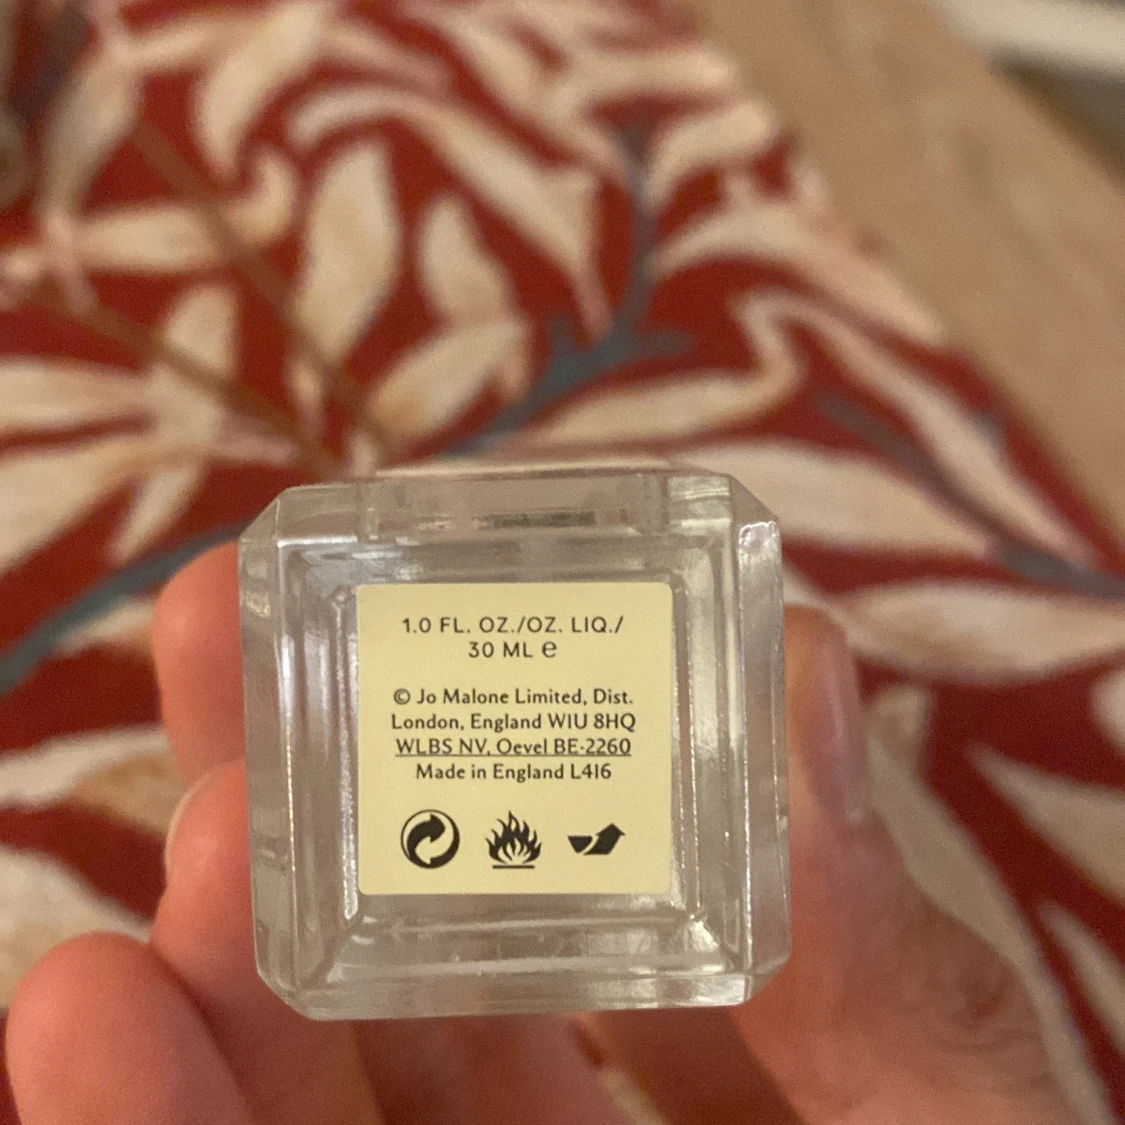 1.0 FL. OZ./OZ. LIQ./
30 ML ℮
© Jo Malone Limited, Dist.
London, England W1U 8HQ
WLBS NV, Oevel BE-2260
Made in England L416